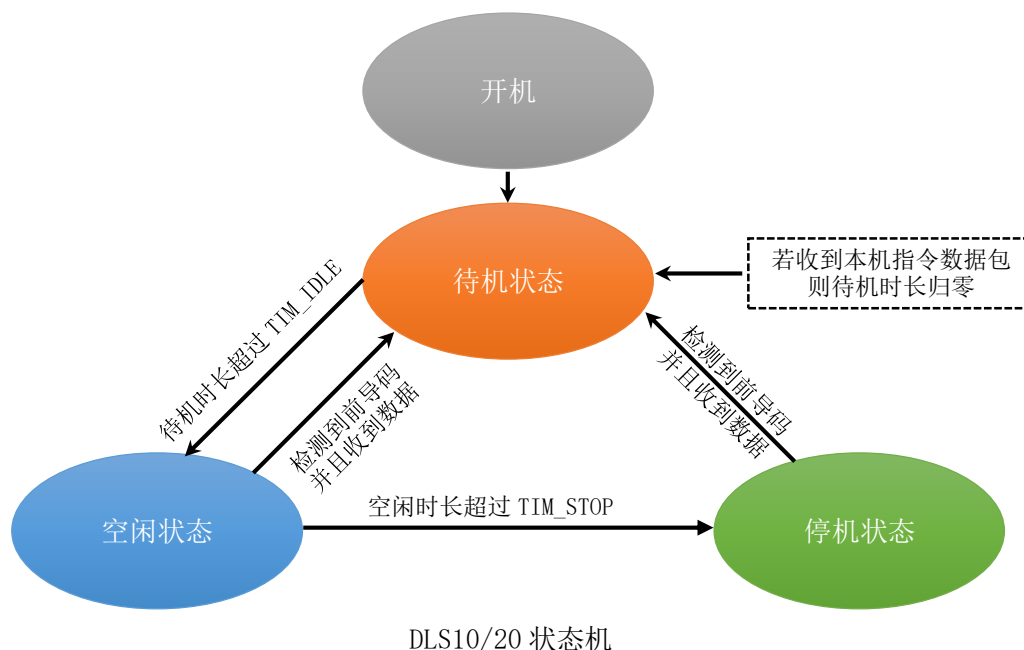 开机
待机状态
若收到本机指令数据包
则待机时长归零
待机时长超过 TIM_IDLE
检测到前导码
并且收到数据
检测到前导码
并且收到数据
空闲状态
空闲时长超过 TIM_STOP
停机状态
DLS10/20 状态机